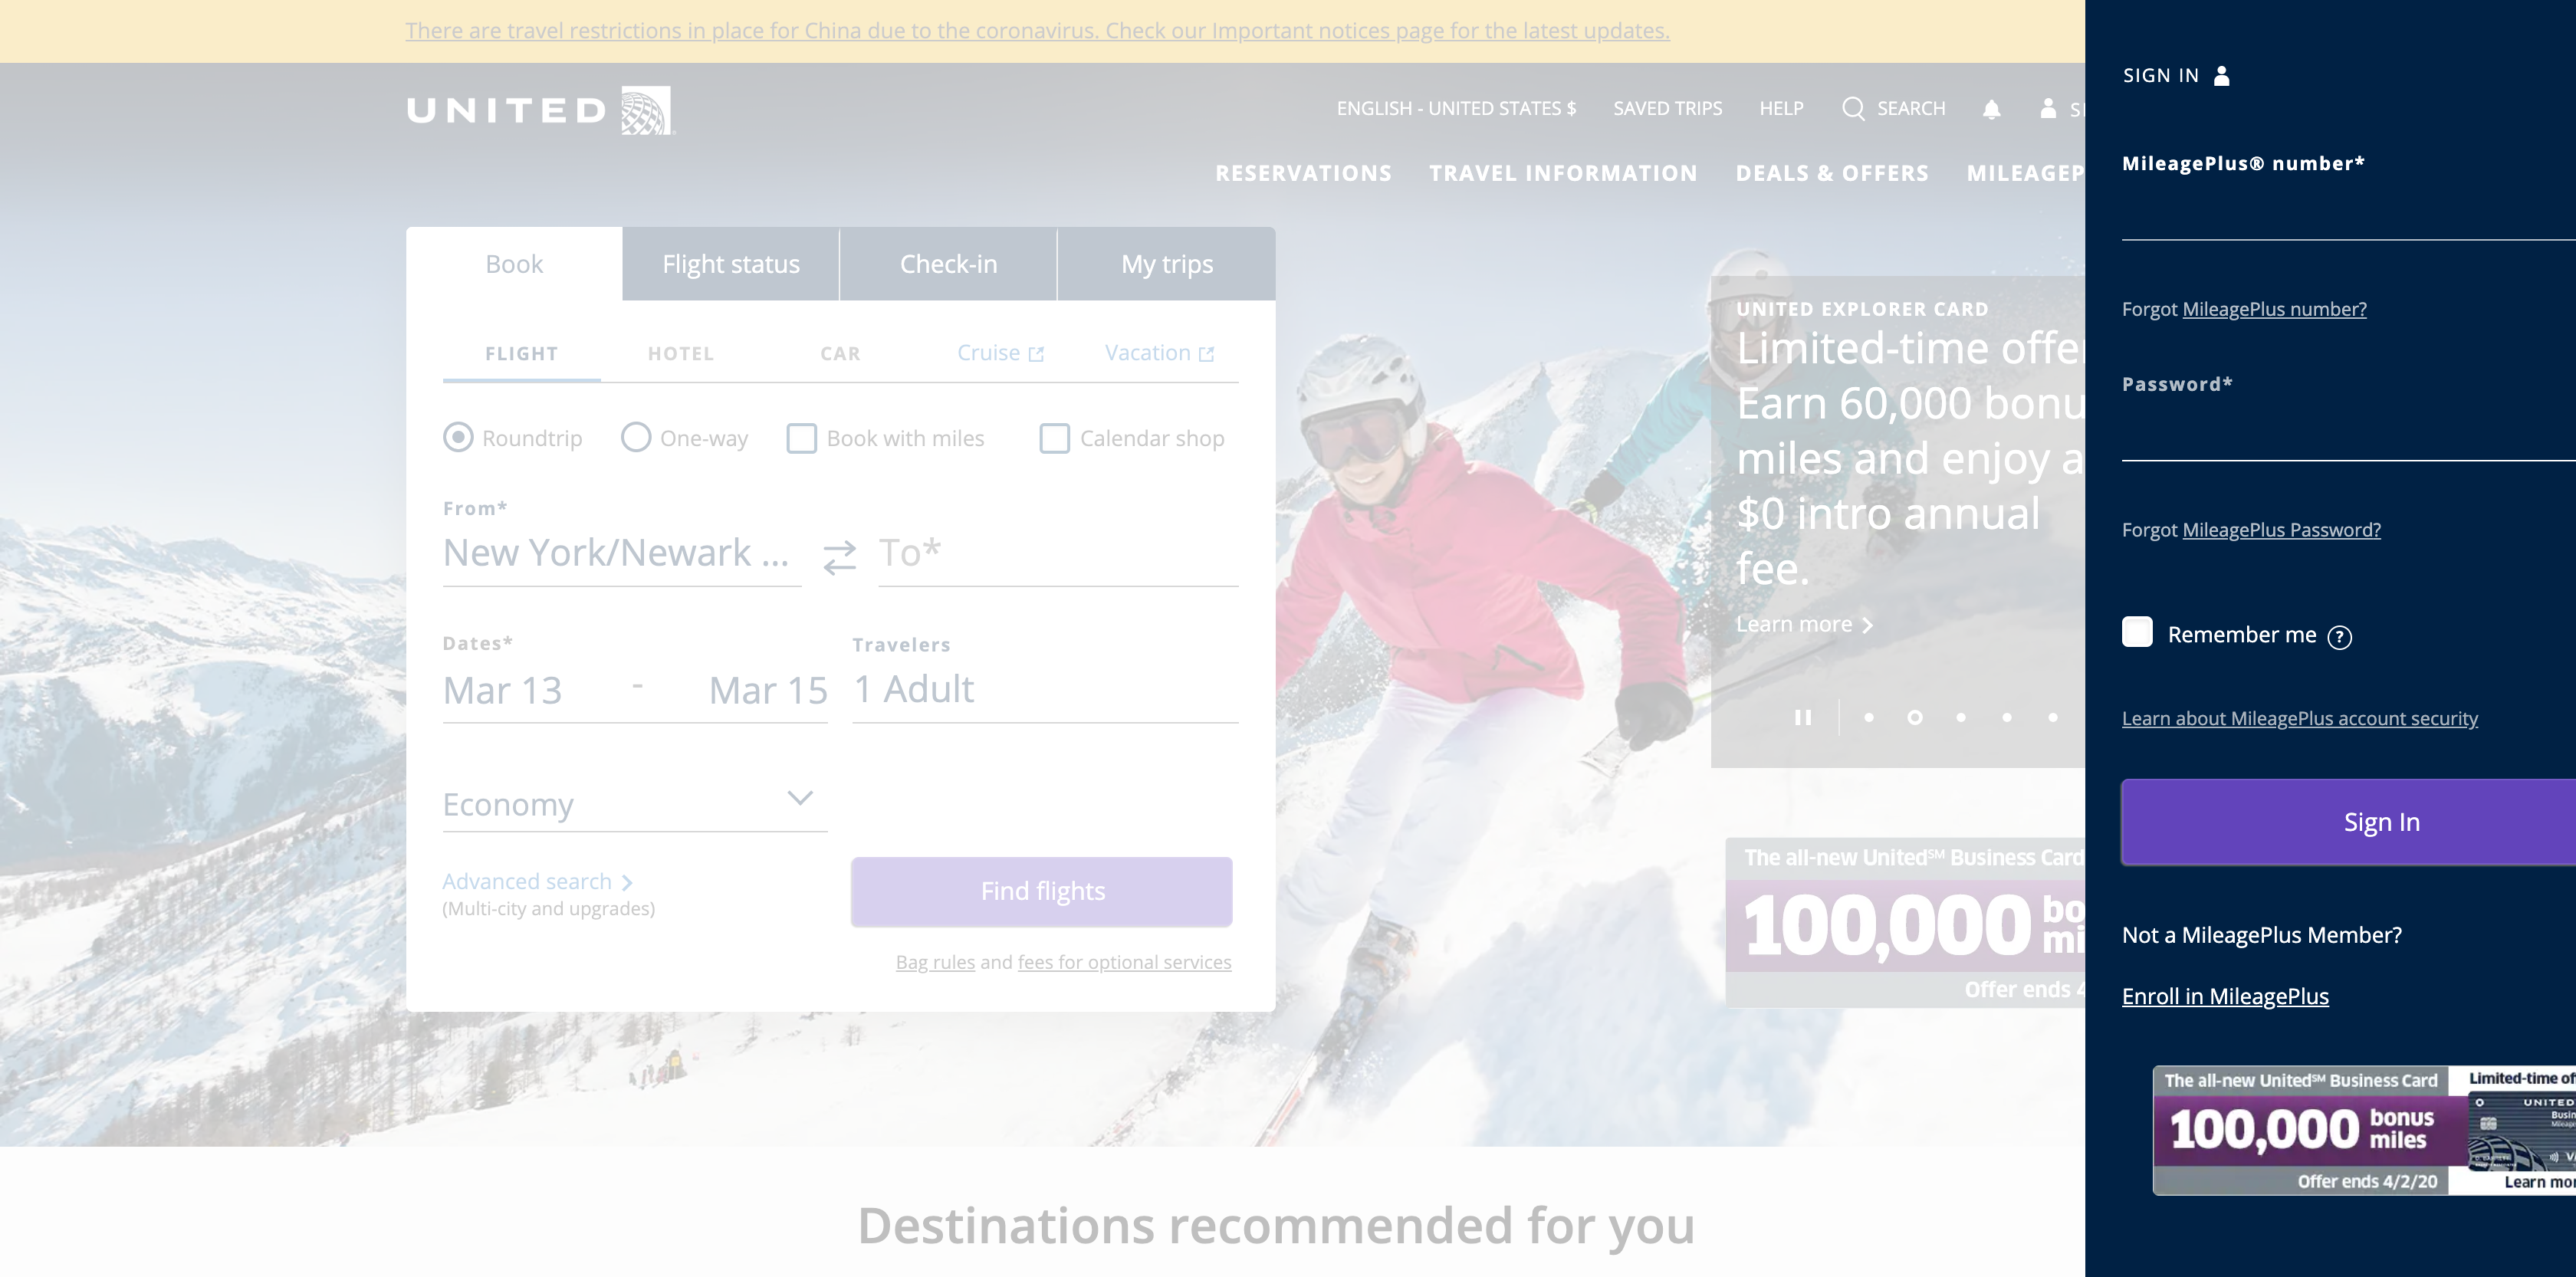 There are travel restrictions in place for China due to the coronavirus. Check our Important notices page for the latest updates.
UNITED
ENGLISH - UNITED STATES $ SAVED TRIPS HELP SEARCH
RESERVATIONS TRAVEL INFORMATION DEALS & OFFERS MILEAGEP
Book Flight status Check-in My trips
FLIGHT HOTEL CAR Cruise Vacation
Roundtrip One-way Book with miles Calendar shop
From*
New York/Newark ... To*
Dates* Travelers
Mar 13 - Mar 15 1 Adult
Economy
Advanced search
(Multi-city and upgrades)
Find flights
Bag rules and fees for optional services
UNITED EXPLORER CARD
Limited-time offer
Earn 60,000 bonu
miles and enjoy a
$0 intro annual
fee.
Learn more
The all-new United℠ Business Card
100,000 bo
mi
Offer ends 4
Destinations recommended for you
SIGN IN
MileagePlus® number*
Forgot MileagePlus number?
Password*
Forgot MileagePlus Password?
Remember me ?
Learn about MileagePlus account security
Sign In
Not a MileagePlus Member?
Enroll in MileagePlus
The all-new United℠ Business Card
100,000 bonus
miles
Offer ends 4/2/20
Limited-time of
UNITED
Busin
Mileage
Learn mor